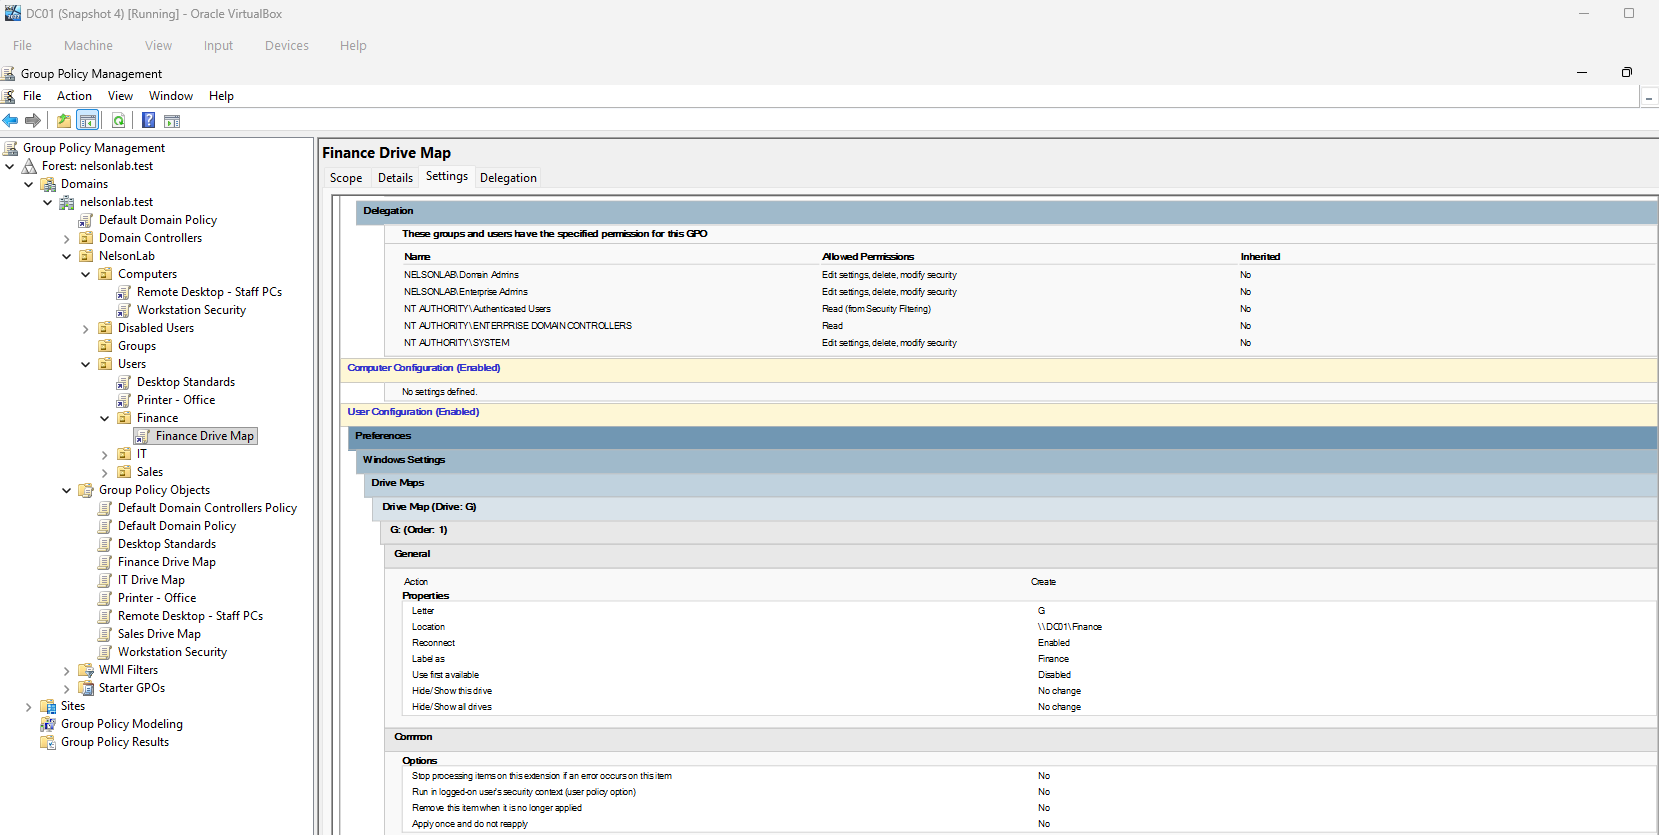 DC01 (Snapshot 4) [Running] - Oracle VirtualBox
File Machine View Input Devices Help
Group Policy Management
File Action View Window Help
Group Policy Management
Forest: nelsonlab.test
Domains
nelsonlab.test
Default Domain Policy
Domain Controllers
NelsonLab
Computers
Remote Desktop - Staff PCs
Workstation Security
Disabled Users
Groups
Users
Desktop Standards
Printer - Office
Finance
Finance Drive Map
IT
Sales
Group Policy Objects
Default Domain Controllers Policy
Default Domain Policy
Desktop Standards
Finance Drive Map
IT Drive Map
Printer - Office
Remote Desktop - Staff PCs
Sales Drive Map
Workstation Security
WMI Filters
Starter GPOs
Sites
Group Policy Modeling
Group Policy Results
Finance Drive Map
Scope Details Settings Delegation
Delegation
These groups and users have the specified permission for this GPO
Name Allowed Permissions Inherited
NELSONLAB\Domain Admins Edit settings, delete, modify security No
NELSONLAB\Enterprise Admins Edit settings, delete, modify security No
NT AUTHORITY\Authenticated Users Read (from Security Filtering) No
NT AUTHORITY\ENTERPRISE DOMAIN CONTROLLERS Read No
NT AUTHORITY\SYSTEM Edit settings, delete, modify security No
Computer Configuration (Enabled)
No settings defined.
User Configuration (Enabled)
Preferences
Windows Settings
Drive Maps
Drive Map (Drive: G)
G: (Order: 1)
General
Action Create
Properties
Letter G
Location \\DC01\Finance
Reconnect Enabled
Label as Finance
Use first available Disabled
Hide/Show this drive No change
Hide/Show all drives No change
Common
Options
Stop processing items on this extension if an error occurs on this item No
Run in logged-on user's security context (user policy option) No
Remove this item when it is no longer applied No
Apply once and do not reapply No